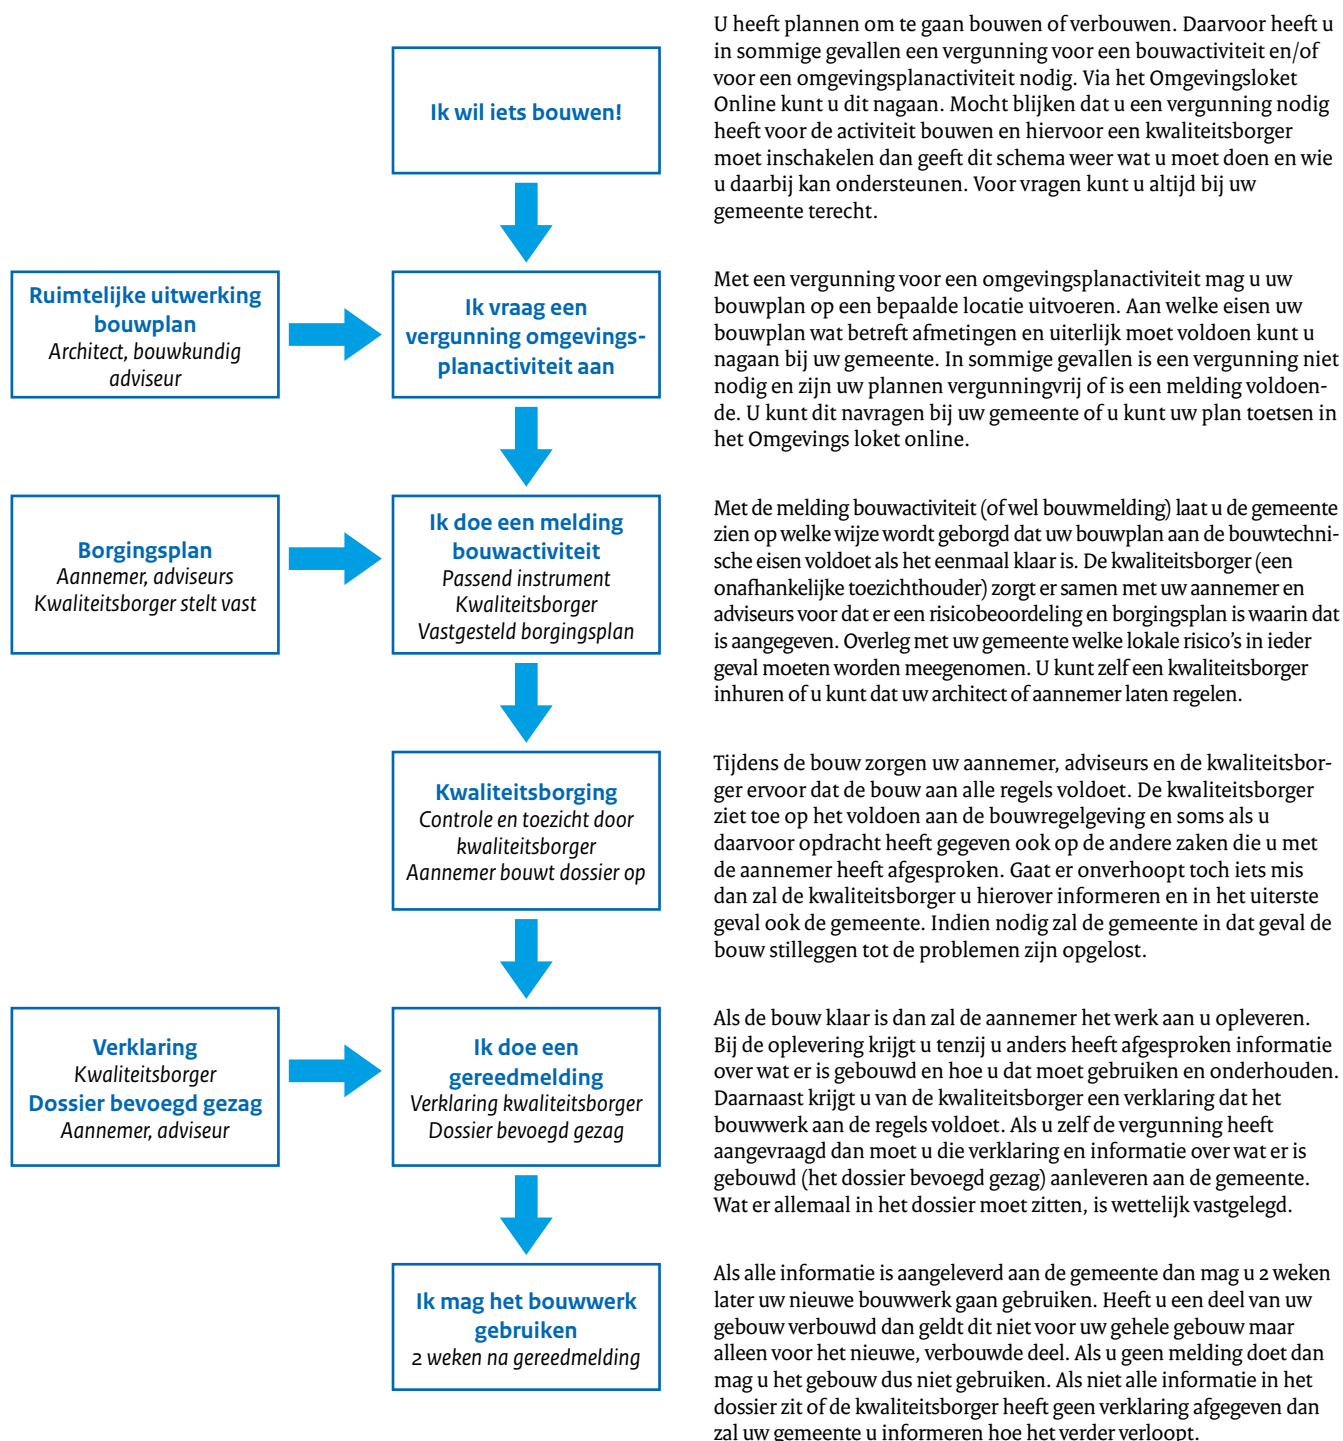 Ik wil iets bouwen!
U heeft plannen om te gaan bouwen of verbouwen. Daarvoor heeft u
in sommige gevallen een vergunning voor een bouwactiviteit en/of
voor een omgevingsplanactiviteit nodig. Via het Omgevingsloket
Online kunt u dit nagaan. Mocht blijken dat u een vergunning nodig
heeft voor de activiteit bouwen en hiervoor een kwaliteitsborger
moet inschakelen dan geeft dit schema weer wat u moet doen en wie
u daarbij kan ondersteunen. Voor vragen kunt u altijd bij uw
gemeente terecht.
Ruimtelijke uitwerking
bouwplan
Architect, bouwkundig
adviseur
Ik vraag een
vergunning omgevings-
planactiviteit aan
Met een vergunning voor een omgevingsplanactiviteit mag u uw
bouwplan op een bepaalde locatie uitvoeren. Aan welke eisen uw
bouwplan wat betreft afmetingen en uiterlijk moet voldoen kunt u
nagaan bij uw gemeente. In sommige gevallen is een vergunning niet
nodig en zijn uw plannen vergunningvrij of is een melding voldoen-
de. U kunt dit navragen bij uw gemeente of u kunt uw plan toetsen in
het Omgevings loket online.
Borgingsplan
Aannemer, adviseurs
Kwaliteitsborger stelt vast
Ik doe een melding
bouwactiviteit
Passend instrument
Kwaliteitsborger
Vastgesteld borgingsplan
Met de melding bouwactiviteit (of wel bouwmelding) laat u de gemeente
zien op welke wijze wordt geborgd dat uw bouwplan aan de bouwtechni-
sche eisen voldoet als het eenmaal klaar is. De kwaliteitsborger (een
onafhankelijke toezichthouder) zorgt er samen met uw aannemer en
adviseurs voor dat er een risicobeoordeling en borgingsplan is waarin dat
is aangegeven. Overleg met uw gemeente welke lokale risico's in ieder
geval moeten worden meegenomen. U kunt zelf een kwaliteitsborger
inhuren of u kunt dat uw architect of aannemer laten regelen.
Kwaliteitsborging
Controle en toezicht door
kwaliteitsborger
Aannemer bouwt dossier op
Tijdens de bouw zorgen uw aannemer, adviseurs en de kwaliteitsbor-
ger ervoor dat de bouw aan alle regels voldoet. De kwaliteitsborger
ziet toe op het voldoen aan de bouwregelgeving en soms als u
daarvoor opdracht heeft gegeven ook op de andere zaken die u met
de aannemer heeft afgesproken. Gaat er onverhoopt toch iets mis
dan zal de kwaliteitsborger u hierover informeren en in het uiterste
geval ook de gemeente. Indien nodig zal de gemeente in dat geval de
bouw stilleggen tot de problemen zijn opgelost.
Verklaring
Kwaliteitsborger
Dossier bevoegd gezag
Aannemer, adviseur
Ik doe een
gereedmelding
Verklaring kwaliteitsborger
Dossier bevoegd gezag
Als de bouw klaar is dan zal de aannemer het werk aan u opleveren.
Bij de oplevering krijgt u tenzij u anders heeft afgesproken informatie
over wat er is gebouwd en hoe u dat moet gebruiken en onderhouden.
Daarnaast krijgt u van de kwaliteitsborger een verklaring dat het
bouwwerk aan de regels voldoet. Als u zelf de vergunning heeft
aangevraagd dan moet u die verklaring en informatie over wat er is
gebouwd (het dossier bevoegd gezag) aanleveren aan de gemeente.
Wat er allemaal in het dossier moet zitten, is wettelijk vastgelegd.
Ik mag het bouwwerk
gebruiken
2 weken na gereedmelding
Als alle informatie is aangeleverd aan de gemeente dan mag u 2 weken
later uw nieuwe bouwwerk gaan gebruiken. Heeft u een deel van uw
gebouw verbouwd dan geldt dit niet voor uw gehele gebouw maar
alleen voor het nieuwe, verbouwde deel. Als u geen melding doet dan
mag u het gebouw dus niet gebruiken. Als niet alle informatie in het
dossier zit of de kwaliteitsborger heeft geen verklaring afgegeven dan
zal uw gemeente u informeren hoe het verder verloopt.